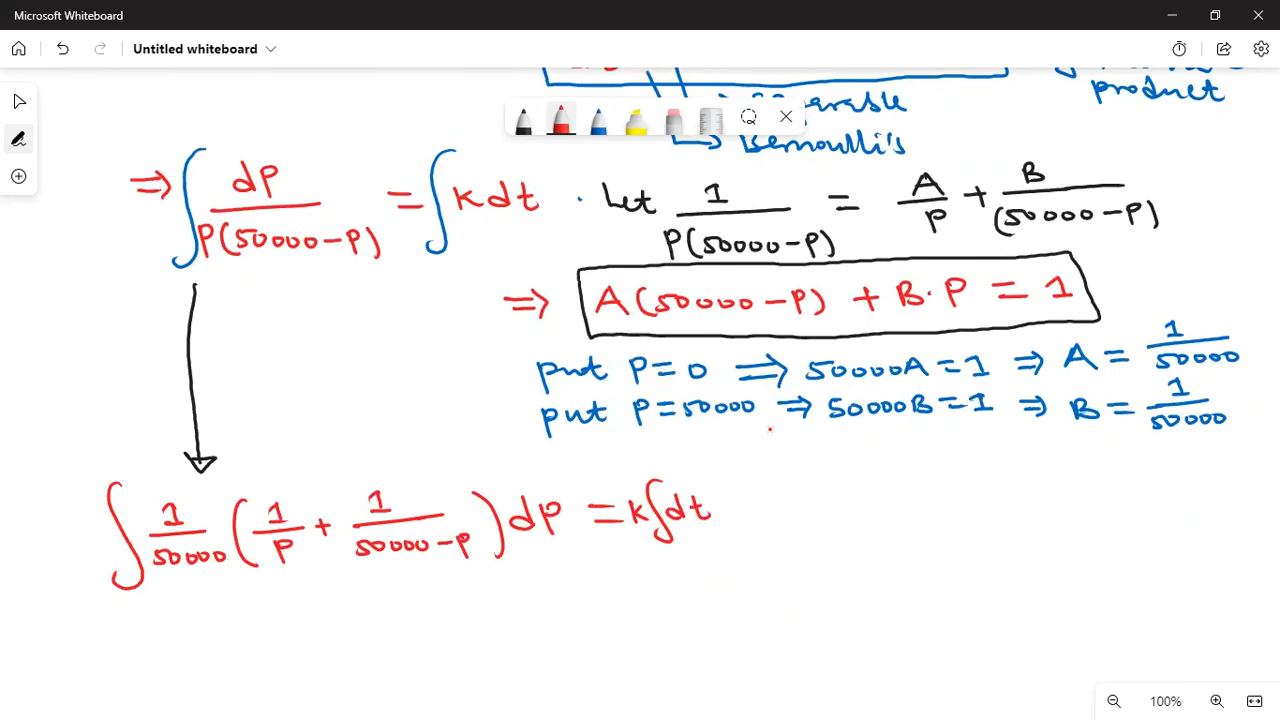 Microsoft Whiteboard
Untitled whiteboard
product
Bernoulli's
⇒ ∫ dP/(P(50000-P)) = ∫ k dt . Let 1/(P(50000-P)) = A/P + B/(50000-P)
⇒ A(50000-P) + B·P = 1
put P=0 ⇒ 50000A=1 ⇒ A = 1/50000
put P=50000 ⇒ 50000B=1 ⇒ B = 1/50000
∫ 1/50000 (1/P + 1/(50000-P)) dP = k∫dt
100%